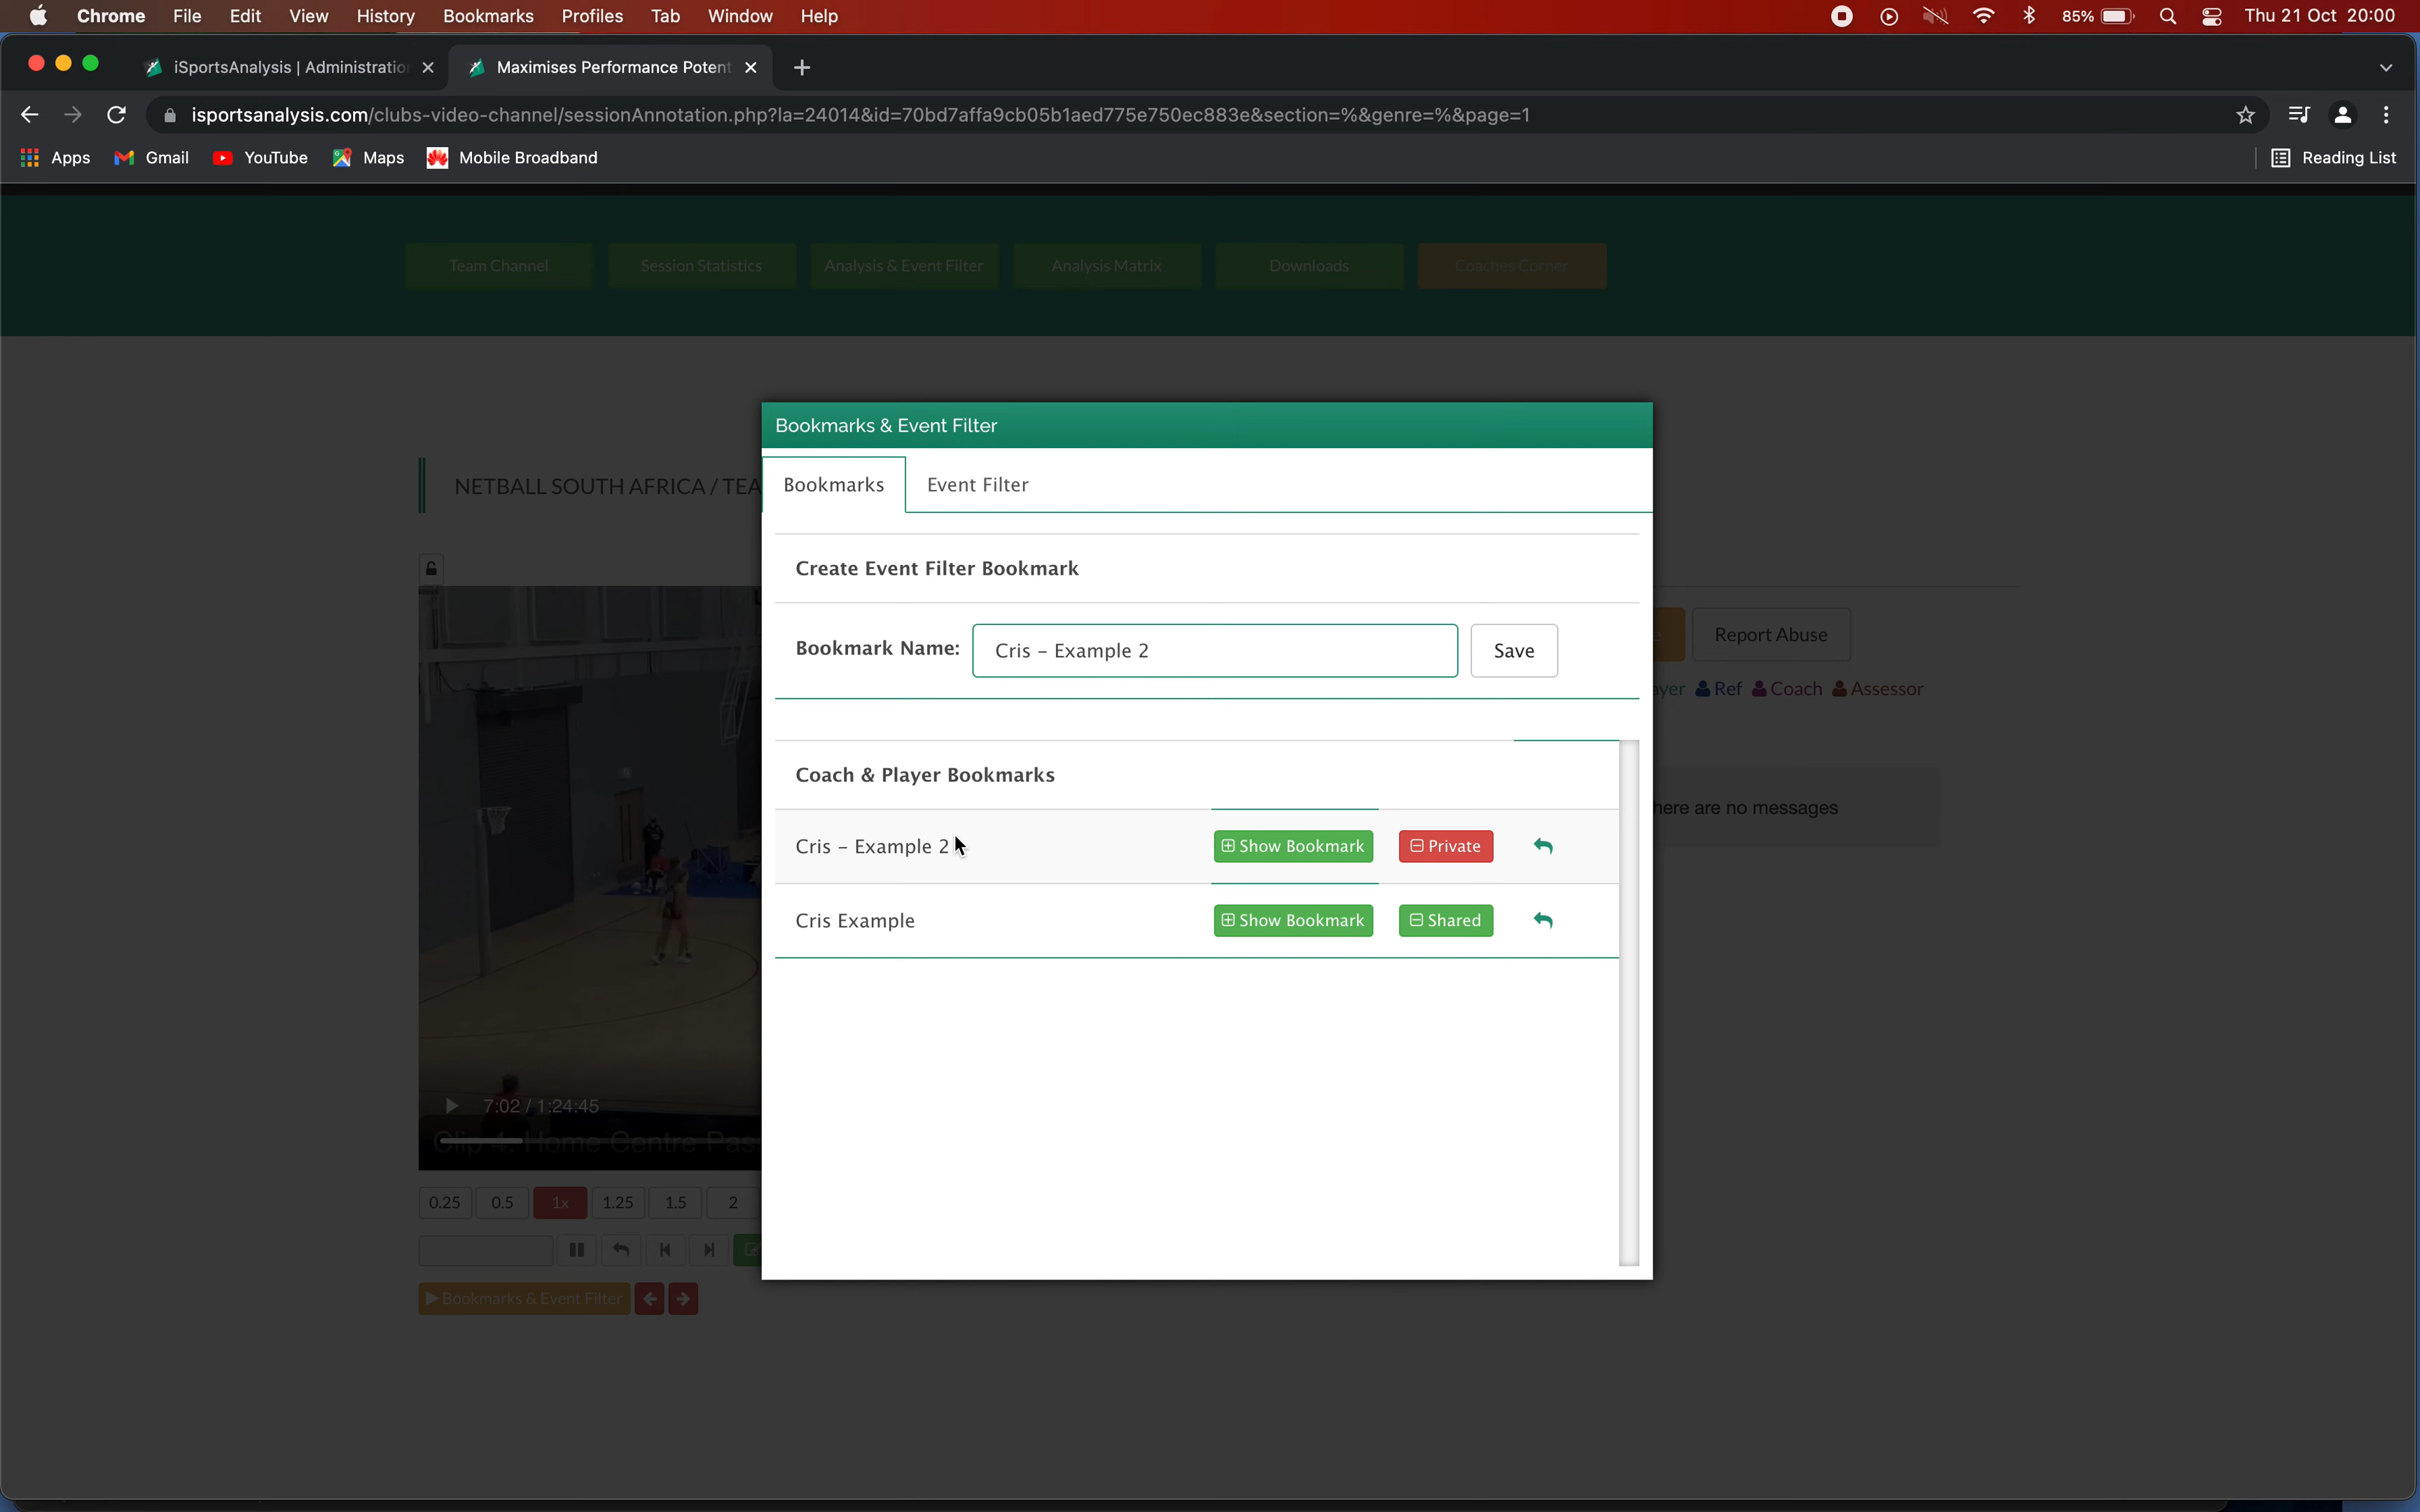 Chrome File Edit View History Bookmarks Profiles Tab Window Help 85% Thu 21 Oct 20:00
iSportsAnalysis | Administratio Maximises Performance Potent
isportsanalysis.com/clubs-video-channel/sessionAnnotation.php?la=24014&id=70bd7affa9cb05b1aed775e750ec883e&section=%&genre=%&page=1
Apps Gmail YouTube Maps Mobile Broadband Reading List
Team Channel Session Statistics Analysis & Event Filter Analysis Matrix Downloads Coaches Corner
Bookmarks & Event Filter
Bookmarks Event Filter
NETBALL SOUTH AFRICA / TEA
Create Event Filter Bookmark
Bookmark Name: Cris – Example 2 Save
Report Abuse
ayer Ref Coach Assessor
Coach & Player Bookmarks
here are no messages
Cris – Example 2 Show Bookmark Private
Cris Example Show Bookmark Shared
7:02 / 1:24:45
Clip 4: Home Centre Pas
0.25 0.5 1x 1.25 1.5 2
Bookmarks & Event Filter